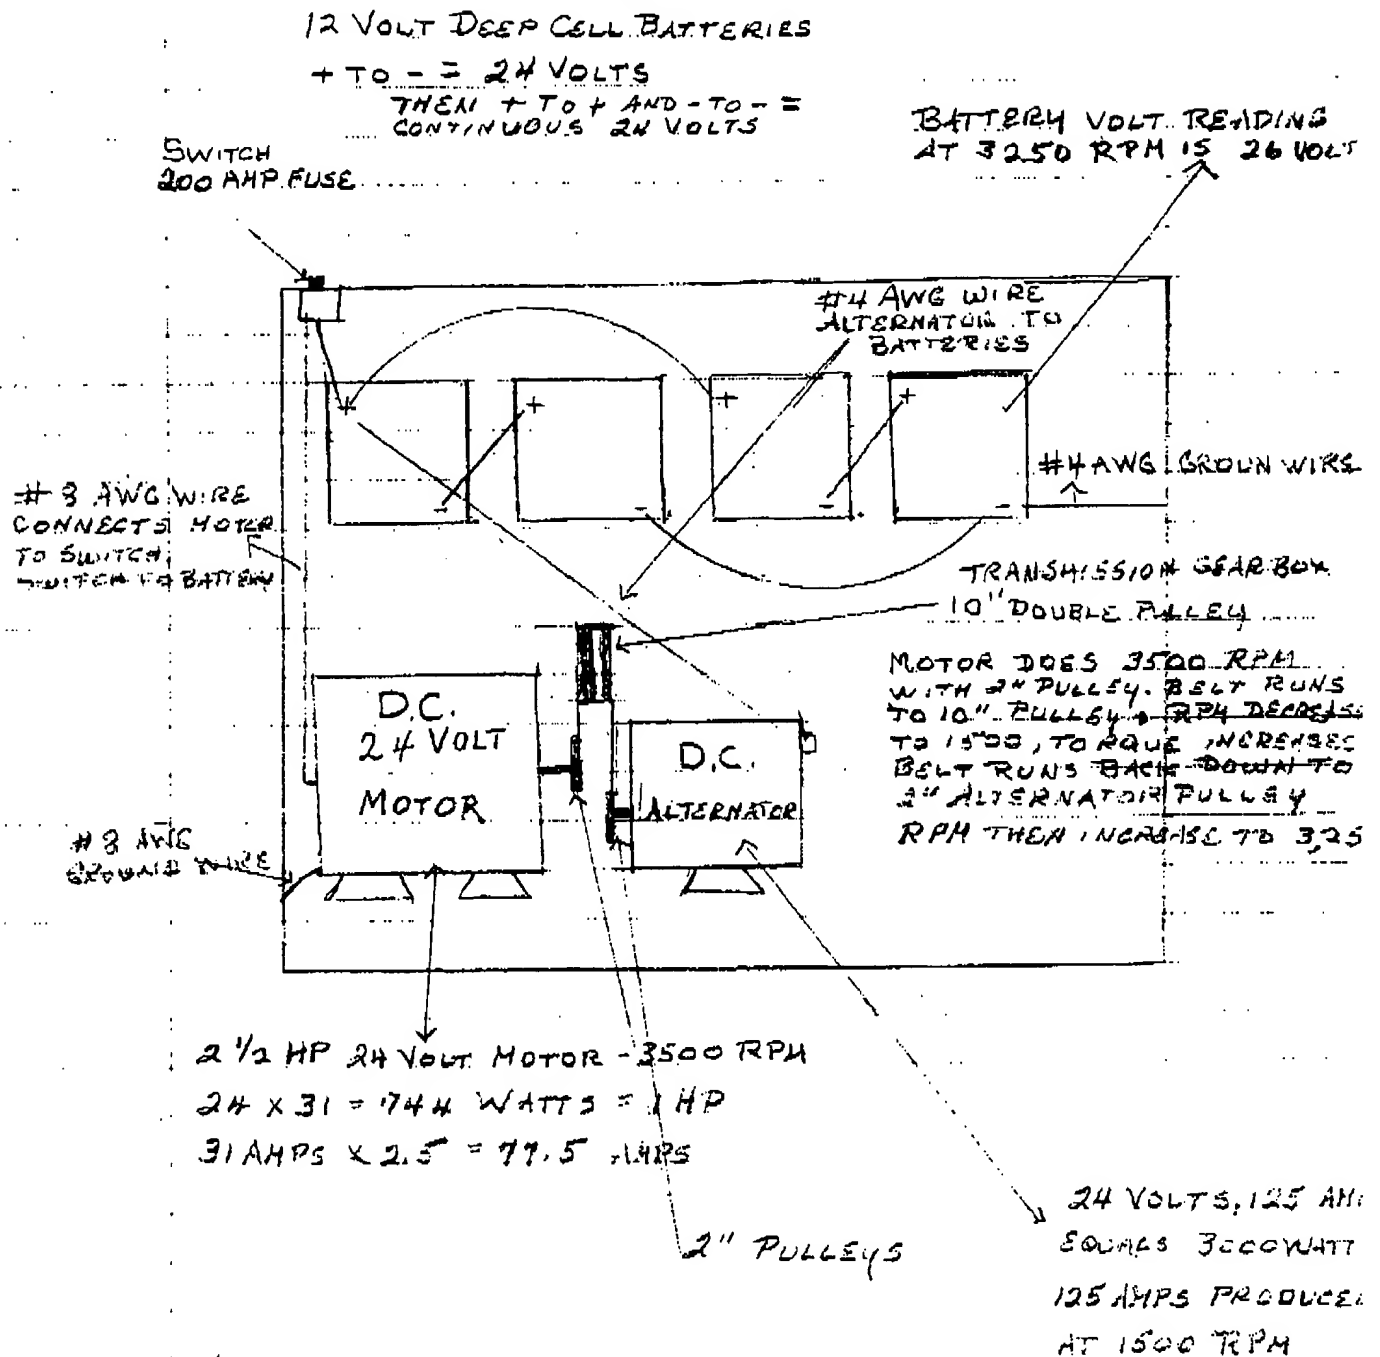 12 VOLT DEEP CELL BATTERIES
+ TO - = 24 VOLTS
THEN + TO + AND - TO - =
CONTINUOUS 24 VOLTS
BATTERY VOLT READING
AT 3250 RPM IS 26 VOLT
SWITCH
200 AMP FUSE
#4 AWG WIRE
ALTERNATOR TO
BATTERIES
+ + + +
- - - -
#4 AWG GROUN WIRE
#8 AWG WIRE
CONNECTS MOTER
TO SWITCH,
SWITCH TO BATTERY
TRANSMISSION GEAR BOX
10" DOUBLE PULLEY
MOTOR DOES 3500 RPM
WITH 2" PULLEY. BELT RUNS
TO 10" PULLEY RPM DECREAS
TO 1500, TORQUE INCREASES
BELT RUNS BACK DOWN TO
2" ALTERNATOR PULLEY
RPM THEN INCREASE TO 3,25
D.C.
24 VOLT
MOTOR
D.C.
ALTERNATOR
#8 AWG
GROUND WIRE
2 1/2 HP 24 VOLT MOTOR - 3500 RPM
24 X 31 = 744 WATTS = 1 HP
31 AMPS X 2.5 = 77.5 AMPS
2" PULLEYS
24 VOLTS, 125 AM
EQUALS 3000 WATT
125 AMPS PRODUCE
AT 1500 RPM